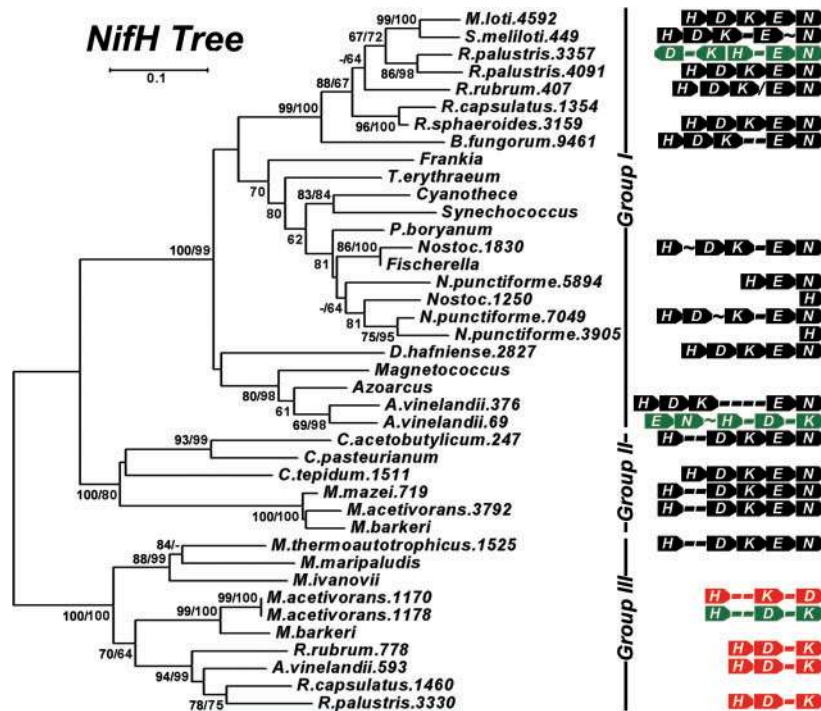 NifH Tree
0.1
99/100
67/72
-/64
86/98
88/67
99/100
96/100
70
80
83/84
62
86/100
81
-/64
81
75/95
100/99
80/98
61
69/98
93/99
100/80
100/100
84/-
88/99
100/100
99/100
70/64
94/99
78/75
M.loti.4592 H D K E N
S.meliloti.449 H D K - E ~ N
R.palustris.3357 D - K H - E N
R.palustris.4091 H D K E N
R.rubrum.407 H D K / E N
R.capsulatus.1354
R.sphaeroides.3159 H D K E N
B.fungorum.9461 H D K - - E N
Frankia
T.erythraeum
Cyanothece
Synechococcus
P.boryanum
Nostoc.1830 H ~ D K - E N
Fischerella
N.punctiforme.5894 H E N
Nostoc.1250 H
N.punctiforme.7049 H D ~ K - E N
N.punctiforme.3905 H
D.hafniense.2827 H D K E N
Magnetococcus
Azoarcus
A.vinelandii.376 H D K - - - - E N
A.vinelandii.69 E N ~ H - D - K
C.acetobutylicum.247 H - - D K E N
C.pasteurianum
C.tepidum.1511 H D K E N
M.mazei.719 H - - D K E N
M.acetivorans.3792 H - - D K E N
M.barkeri
M.thermoautotrophicus.1525 H - - D K E N
M.maripaludis
M.ivanovii
M.acetivorans.1170 H - - K - D
M.acetivorans.1178 H - - D - K
M.barkeri
R.rubrum.778 H - D - K
A.vinelandii.593 H - D - K
R.capsulatus.1460
R.palustris.3330 H - D - K
Group I
Group II
Group III